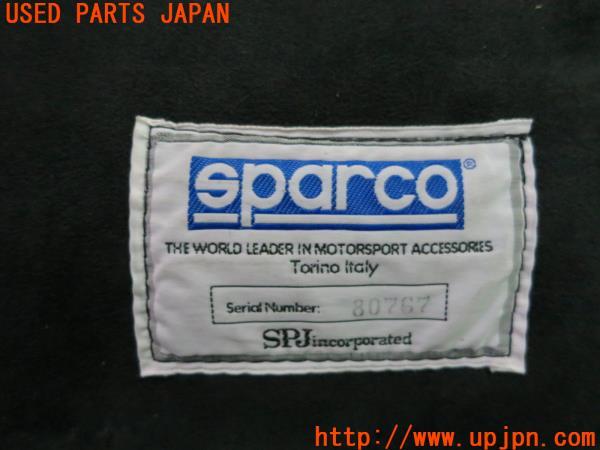 USED PARTS JAPAN
sparco®
THE WORLD LEADER IN MOTORSPORT ACCESSORIES
Torino Italy
Serial Number: 80767
SPJ incorporated
http://www.upjpn.com/